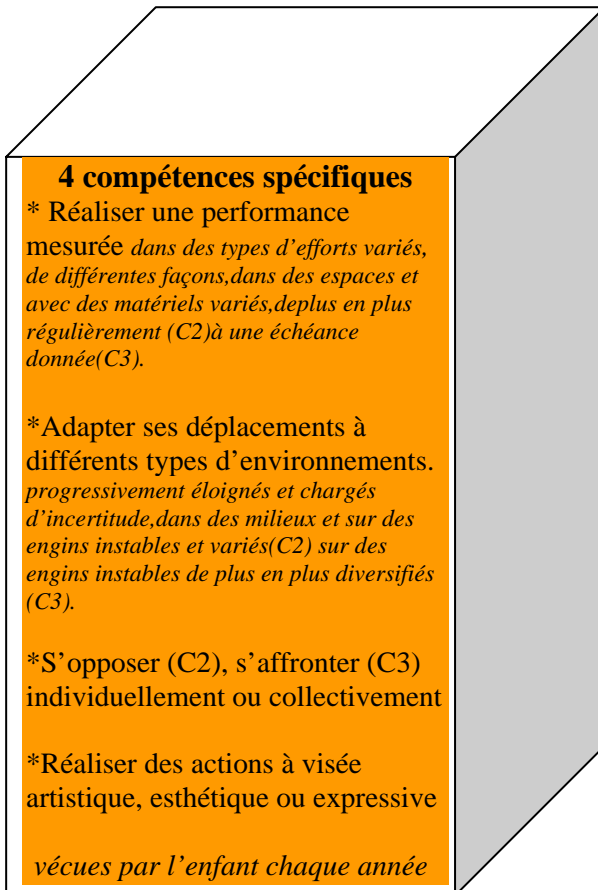 4 compétences spécifiques
* Réaliser une performance
mesurée dans des types d’efforts variés,
de différentes façons,dans des espaces et
avec des matériels variés,deplus en plus
régulièrement (C2)à une échéance
donnée(C3).
*Adapter ses déplacements à
différents types d’environnements.
progressivement éloignés et chargés
d’incertitude,dans des milieux et sur des
engins instables et variés(C2) sur des
engins instables de plus en plus diversifiés
(C3).
*S’opposer (C2), s’affronter (C3)
individuellement ou collectivement
*Réaliser des actions à visée
artistique, esthétique ou expressive
vécues par l’enfant chaque année